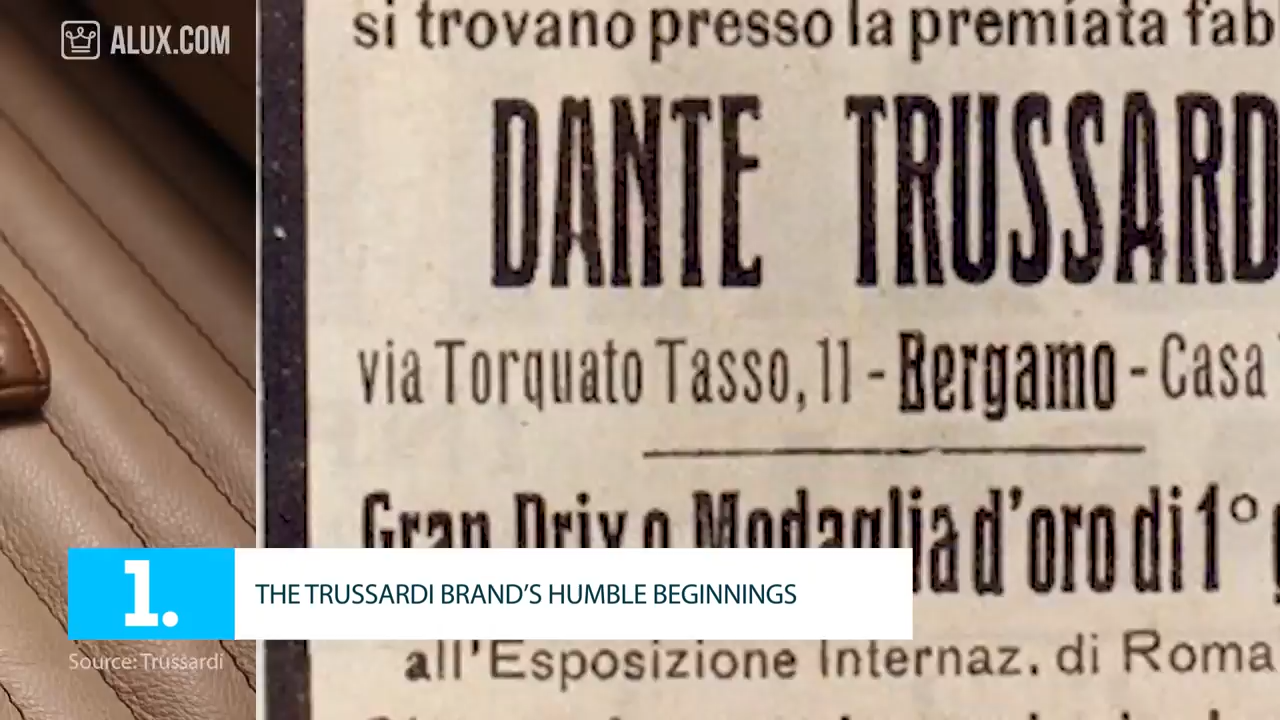 ALUX.COM
si trovano presso la premiata fab
DANTE TRUSSARD
via Torquato Tasso, 11 - Bergamo - Casa
Gran Prix e Medaglia d'oro di 1°
1.
THE TRUSSARDI BRAND'S HUMBLE BEGINNINGS
Source: Trussardi
all'Esposizione Internaz. di Roma